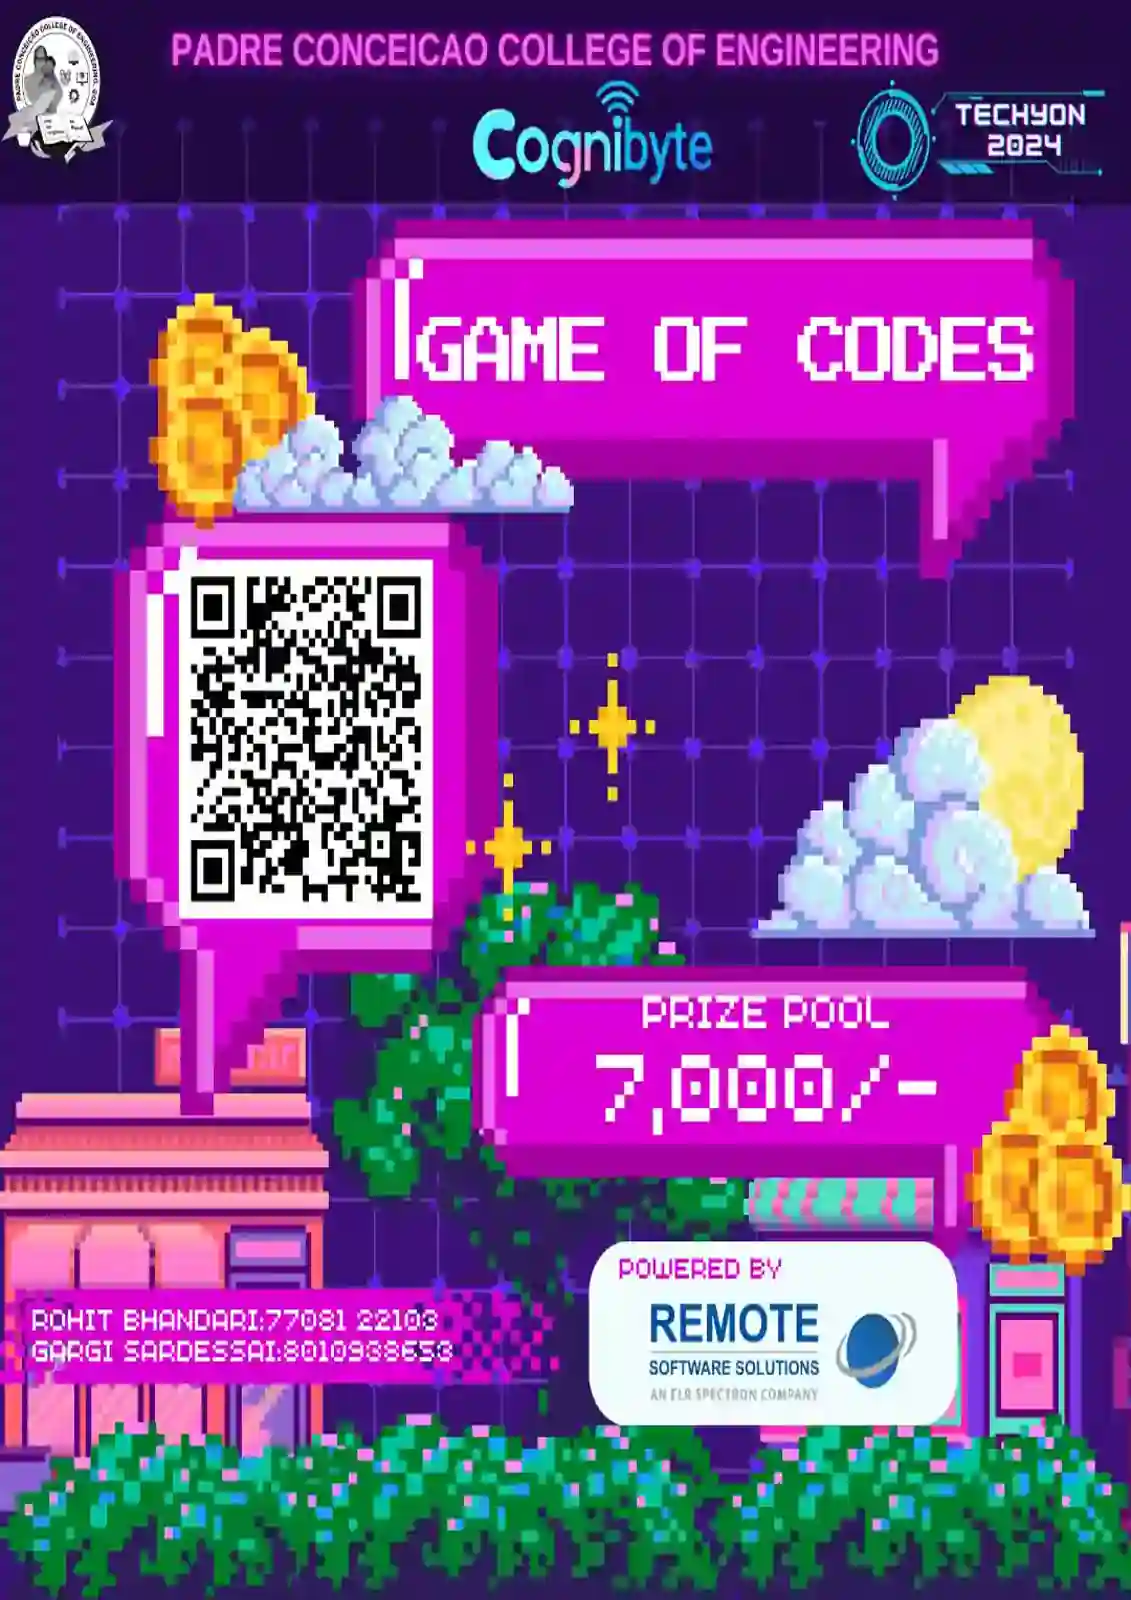 PADRE CONCEICAO COLLEGE OF ENGINEERING
Cognibyte
TECHYON
2024
GAME OF CODES
PRIZE POOL
7,000/-
POWERED BY
REMOTE
SOFTWARE SOLUTIONS
AN ELR SPECTRON COMPANY
ROHIT BHANDARI:77081 22103
GARGI SARDESSAI:8010938653